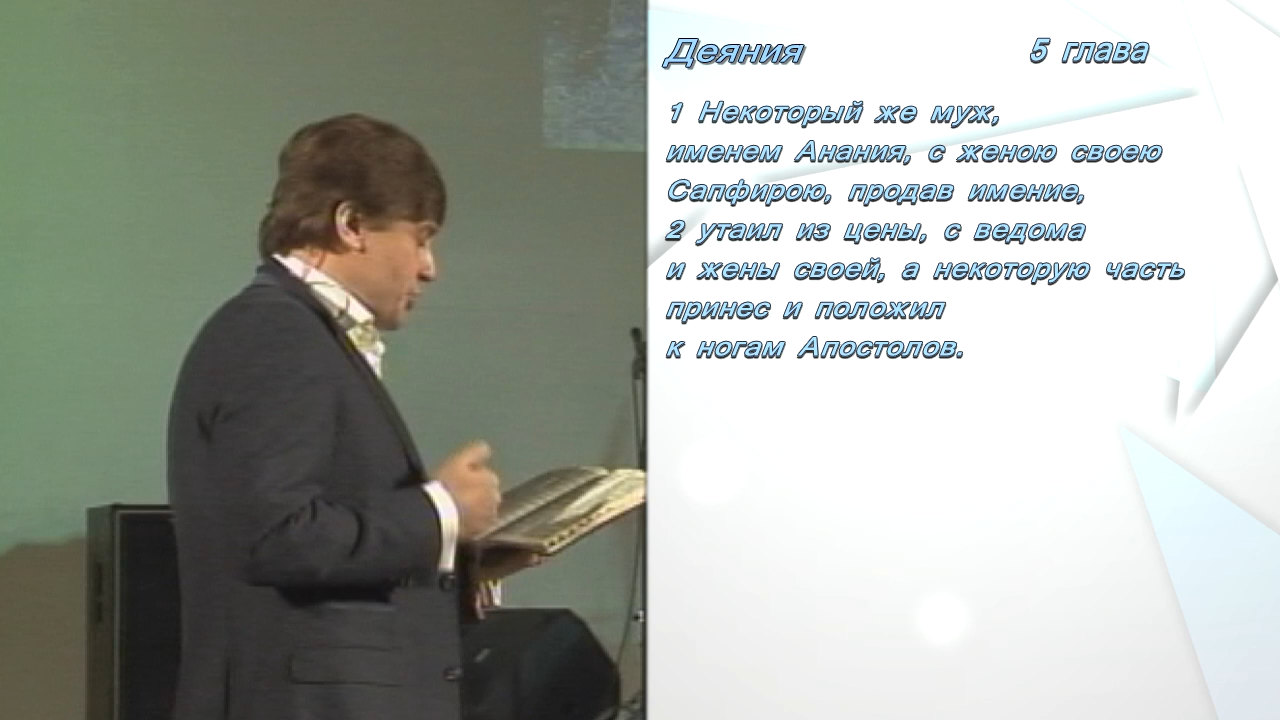 Деяния 5 глава
1 Некоторый же муж,
именем Анания, с женою своею
Сапфирою, продав имение,
2 утаил из цены, с ведома
и жены своей, а некоторую часть
принес и положил
к ногам Апостолов.